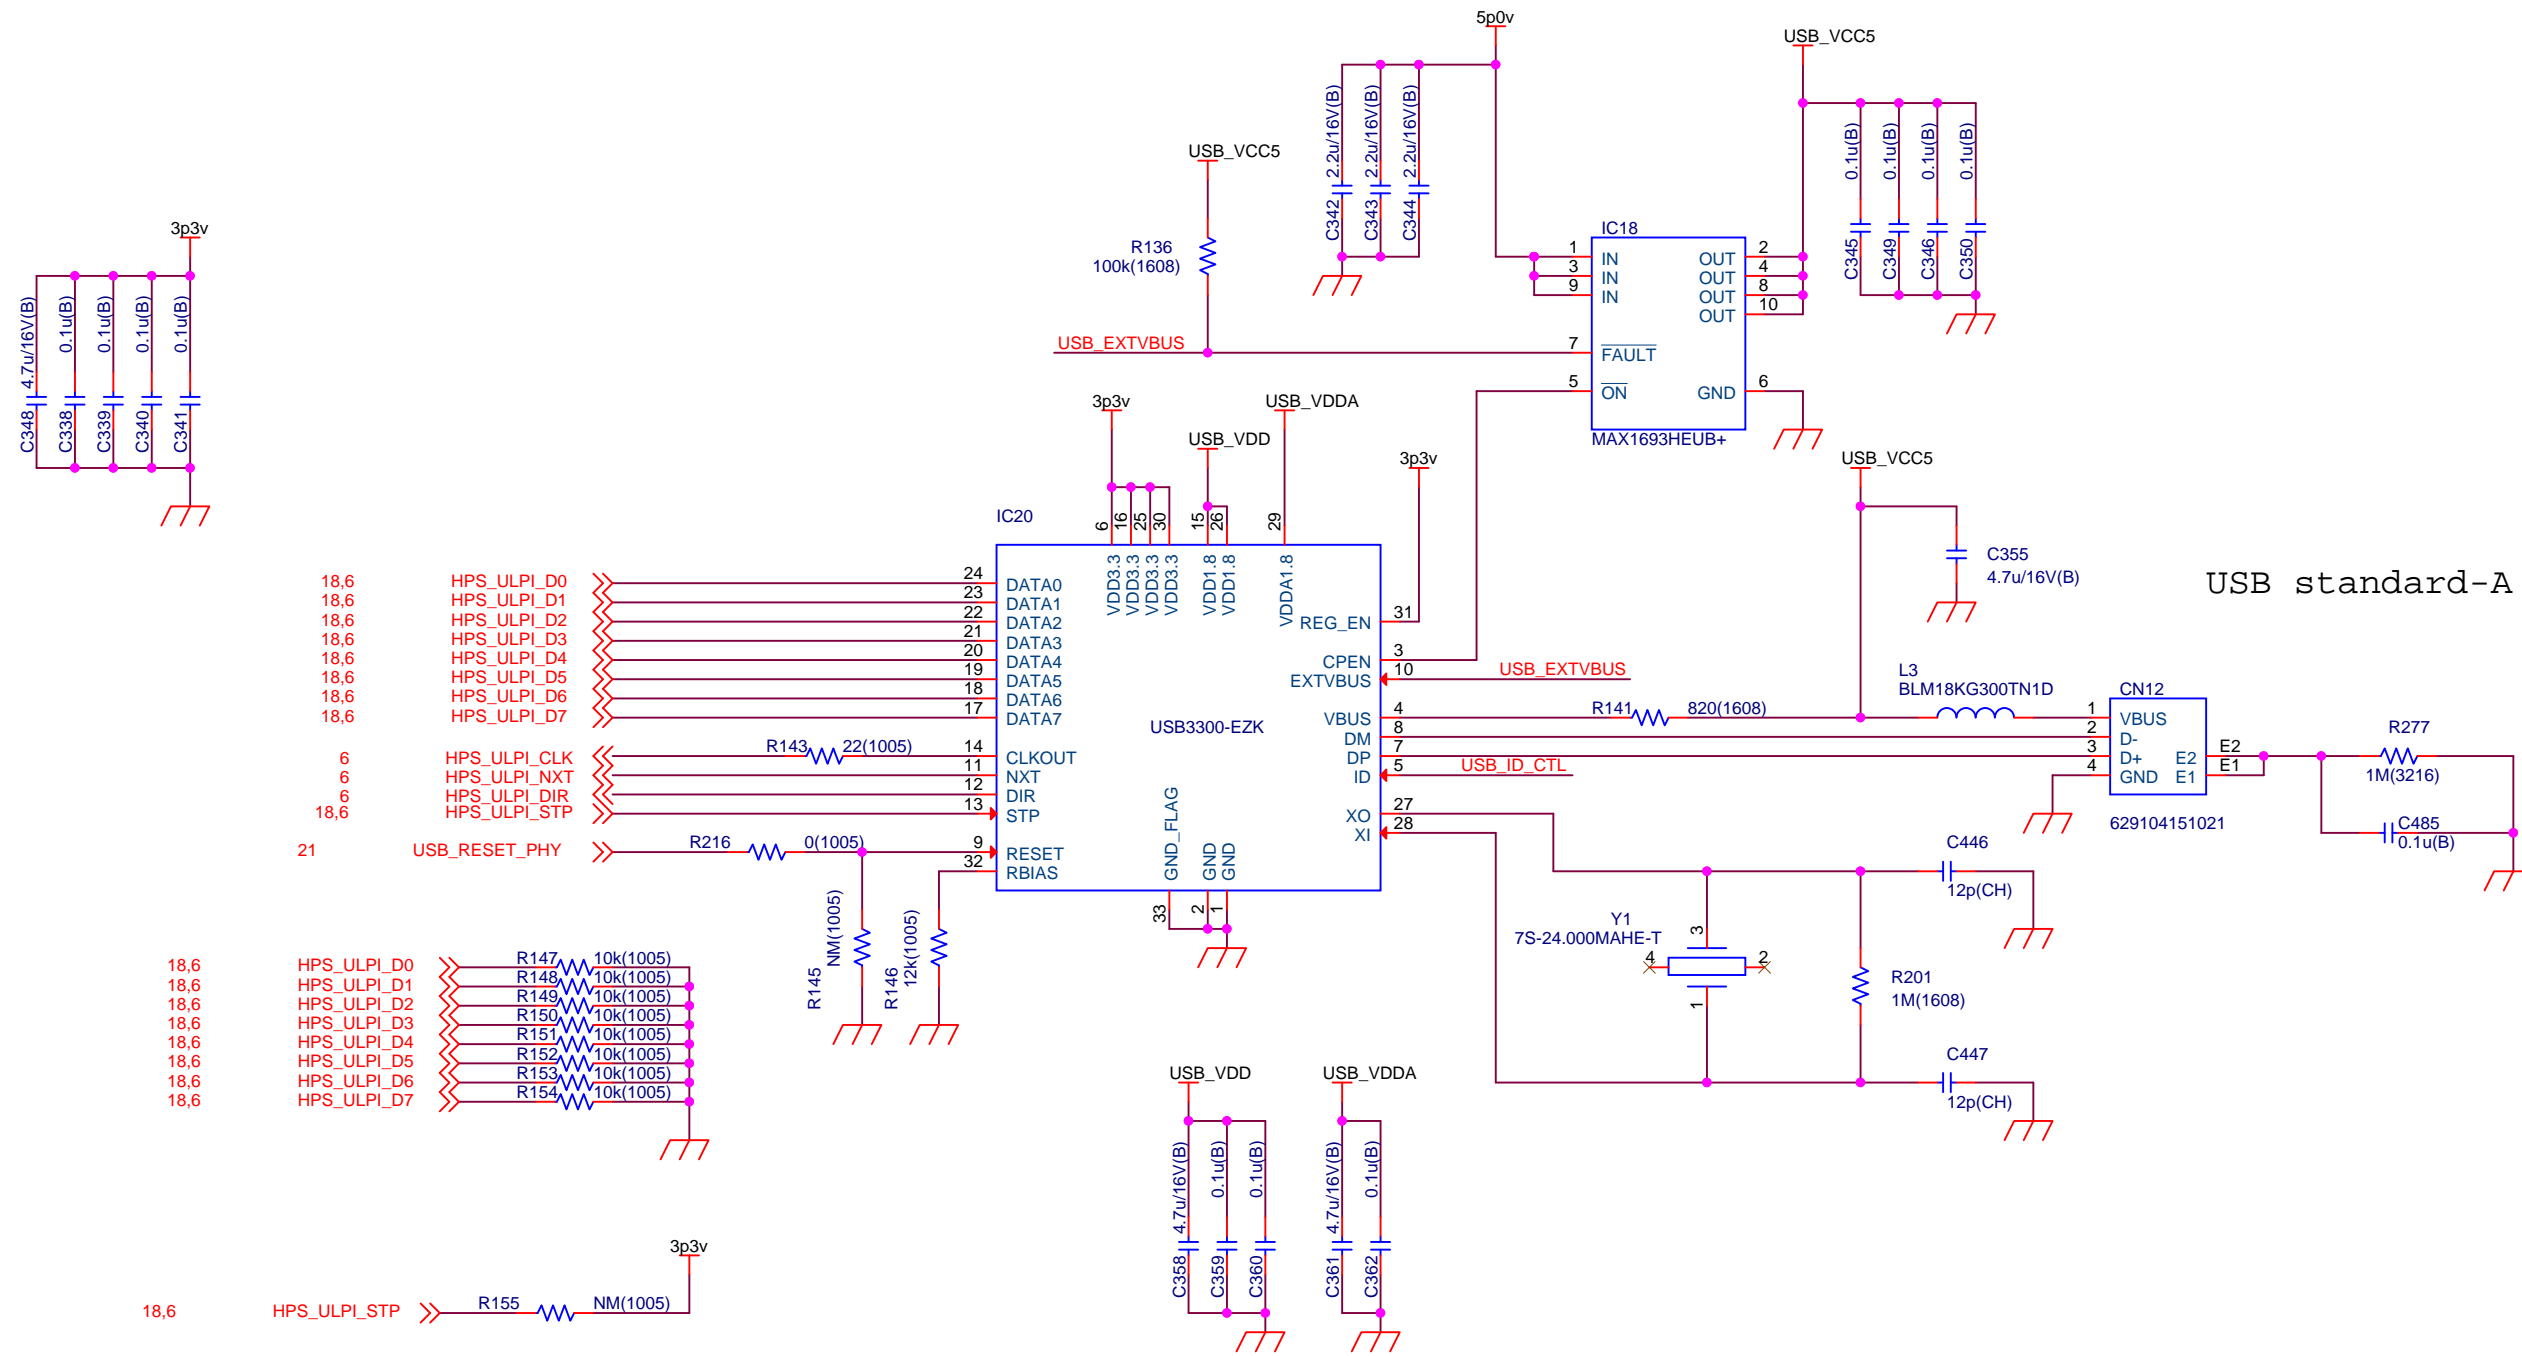 5p0v
USB_VCC5
C342 2.2u/16V(B)
C343 2.2u/16V(B)
C344 2.2u/16V(B)
C345 0.1u(B)
C349 0.1u(B)
C346 0.1u(B)
C350 0.1u(B)
USB_VCC5
R136
100k(1608)
USB_EXTVBUS
IC18
1 IN
3 IN
9 IN
7 FAULT
5 ON
OUT 2
OUT 4
OUT 8
OUT 10
GND 6
MAX1693HEUB+
3p3v
C348 4.7u/16V(B)
C338 0.1u(B)
C339 0.1u(B)
C340 0.1u(B)
C341 0.1u(B)
3p3v
USB_VDD
USB_VDDA
3p3v
USB_VCC5
C355
4.7u/16V(B)
USB standard-A
IC20
6 VDD3.3
16 VDD3.3
25 VDD3.3
30 VDD3.3
15 VDD1.8
26 VDD1.8
29 VDDA1.8
18,6 HPS_ULPI_D0 24 DATA0
18,6 HPS_ULPI_D1 23 DATA1
18,6 HPS_ULPI_D2 22 DATA2
18,6 HPS_ULPI_D3 21 DATA3
18,6 HPS_ULPI_D4 20 DATA4
18,6 HPS_ULPI_D5 19 DATA5
18,6 HPS_ULPI_D6 18 DATA6
18,6 HPS_ULPI_D7 17 DATA7
6 HPS_ULPI_CLK R143 22(1005) 14 CLKOUT
6 HPS_ULPI_NXT 11 NXT
6 HPS_ULPI_DIR 12 DIR
18,6 HPS_ULPI_STP 13 STP
21 USB_RESET_PHY R216 0(1005) 9 RESET
32 RBIAS
USB3300-EZK
REG_EN 31
CPEN 3
EXTVBUS 10 USB_EXTVBUS
VBUS 4 R141 820(1608)
DM 8
DP 7
ID 5 USB_ID_CTL
XO 27
XI 28
GND_FLAG 33
GND 2
GND 1
L3
BLM18KG300TN1D
CN12
1 VBUS
2 D-
3 D+ E2 E2
4 GND E1 E1
629104151021
R277
1M(3216)
C485
0.1u(B)
R145 NM(1005)
R146 12k(1005)
C446
12p(CH)
Y1
7S-24.000MAHE-T
3
4
2
1
R201
1M(1608)
C447
12p(CH)
18,6 HPS_ULPI_D0 R147 10k(1005)
18,6 HPS_ULPI_D1 R148 10k(1005)
18,6 HPS_ULPI_D2 R149 10k(1005)
18,6 HPS_ULPI_D3 R150 10k(1005)
18,6 HPS_ULPI_D4 R151 10k(1005)
18,6 HPS_ULPI_D5 R152 10k(1005)
18,6 HPS_ULPI_D6 R153 10k(1005)
18,6 HPS_ULPI_D7 R154 10k(1005)
USB_VDD
C358 4.7u/16V(B)
C359 0.1u(B)
C360 0.1u(B)
USB_VDDA
C361 4.7u/16V(B)
C362 0.1u(B)
3p3v
18,6 HPS_ULPI_STP R155 NM(1005)